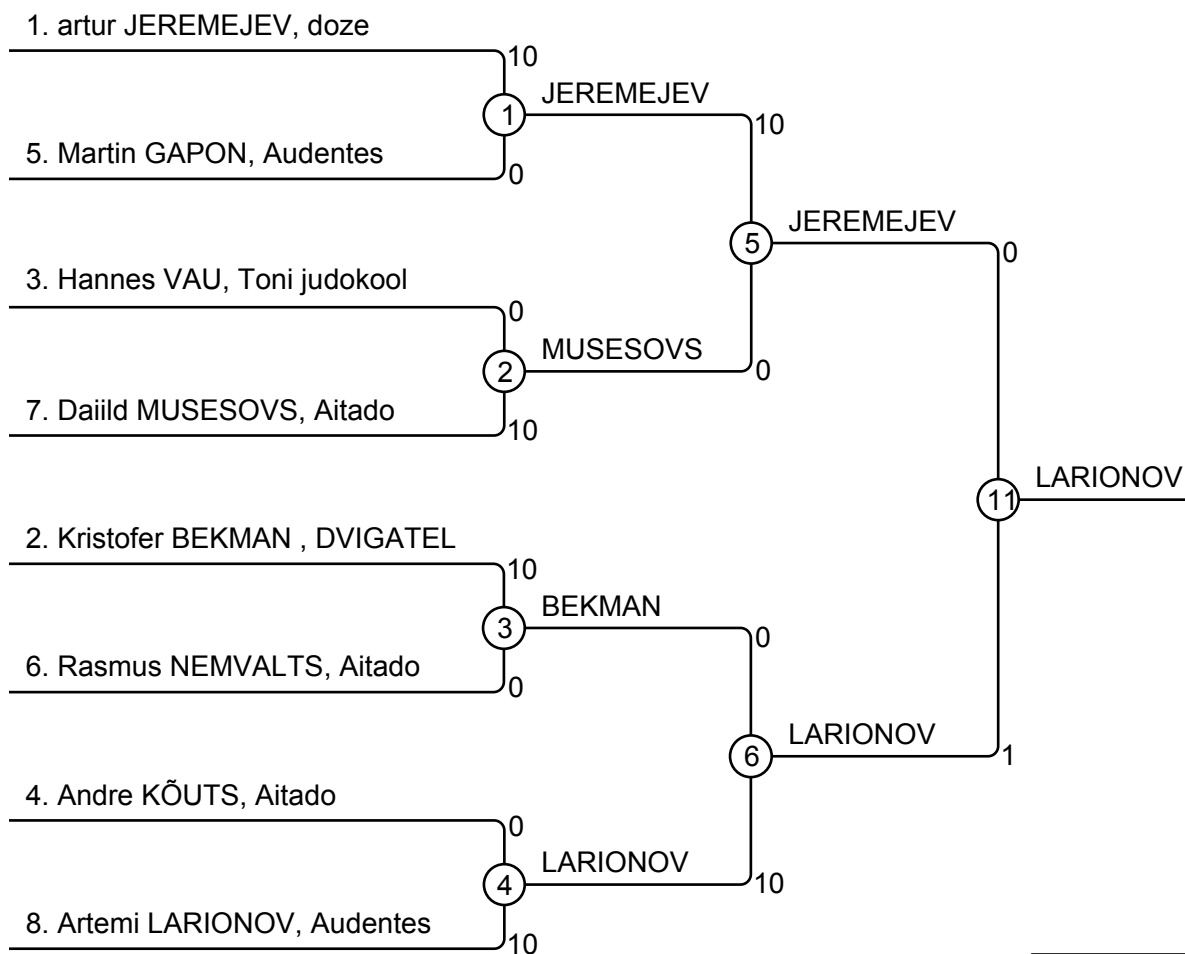 1. artur JEREMEJEV, doze
10
JEREMEJEV
1
10
5. Martin GAPON, Audentes
0
JEREMEJEV
5
0
3. Hannes VAU, Toni judokool
0
MUSESOVS
2
0
7. Daiild MUSESOVS, Aitado
10
LARIONOV
11
2. Kristofer BEKMAN , DVIGATEL
10
BEKMAN
3
0
6. Rasmus NEMVALTS, Aitado
0
LARIONOV
6
1
4. Andre KÕUTS, Aitado
0
LARIONOV
4
10
8. Artemi LARIONOV, Audentes
10